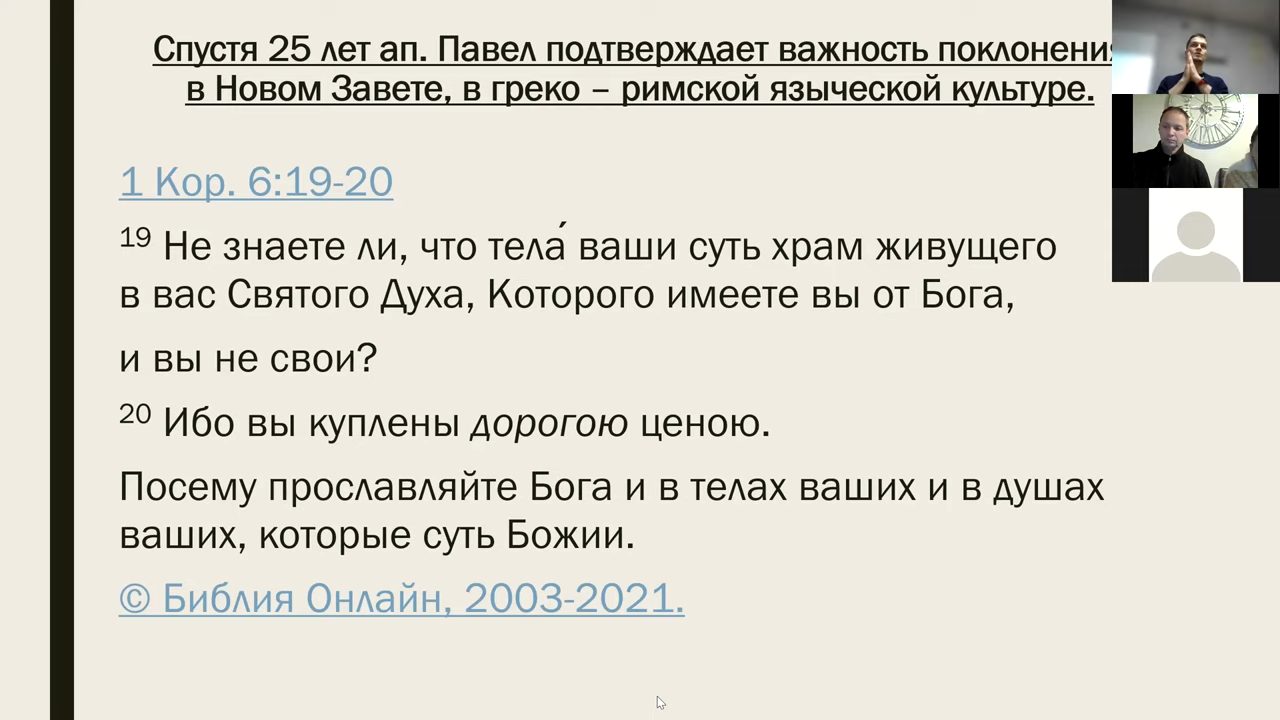 Спустя 25 лет ап. Павел подтверждает важность поклонения
в Новом Завете, в греко – римской языческой культуре.
1 Кор. 6:19-20
19 Не знаете ли, что тела́ ваши суть храм живущего
в вас Святого Духа, Которого имеете вы от Бога,
и вы не свои?
20 Ибо вы куплены дорогою ценою.
Посему прославляйте Бога и в телах ваших и в душах
ваших, которые суть Божии.
© Библия Онлайн, 2003-2021.